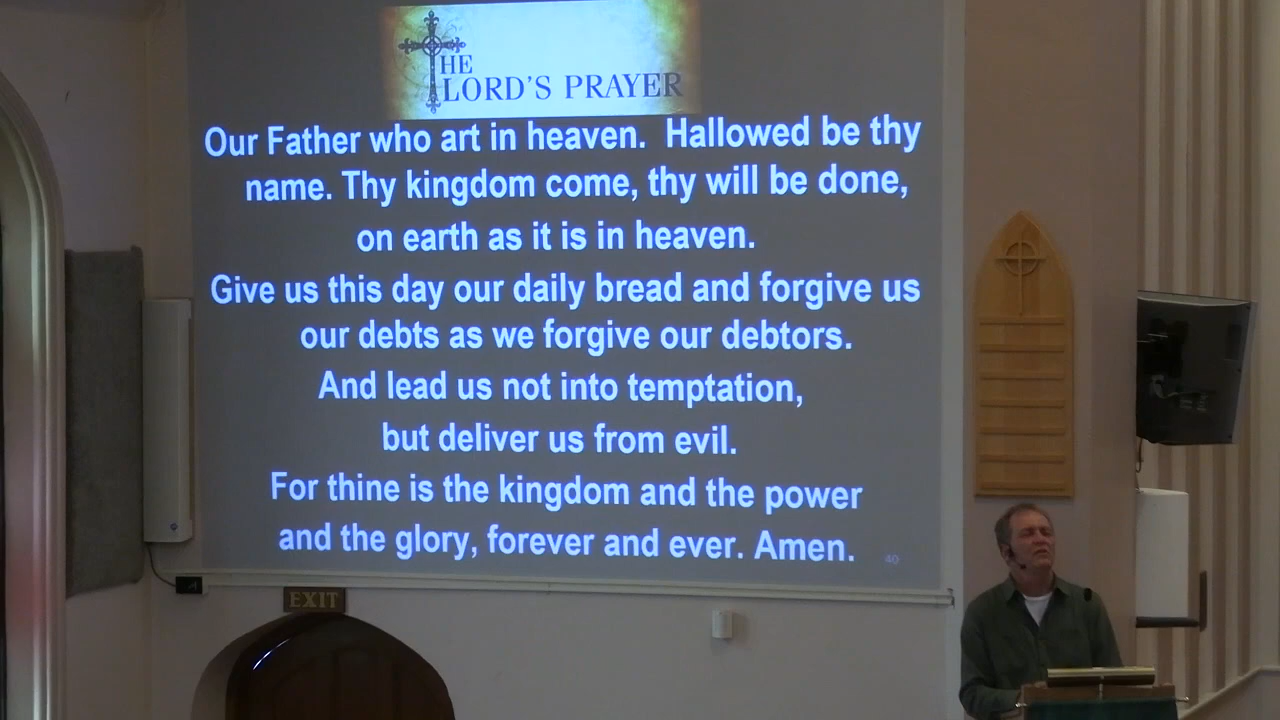 THE
LORD'S PRAYER
Our Father who art in heaven.  Hallowed be thy
name. Thy kingdom come, thy will be done,
on earth as it is in heaven.
Give us this day our daily bread and forgive us
our debts as we forgive our debtors.
And lead us not into temptation,
but deliver us from evil.
For thine is the kingdom and the power
and the glory, forever and ever. Amen.
40
EXIT